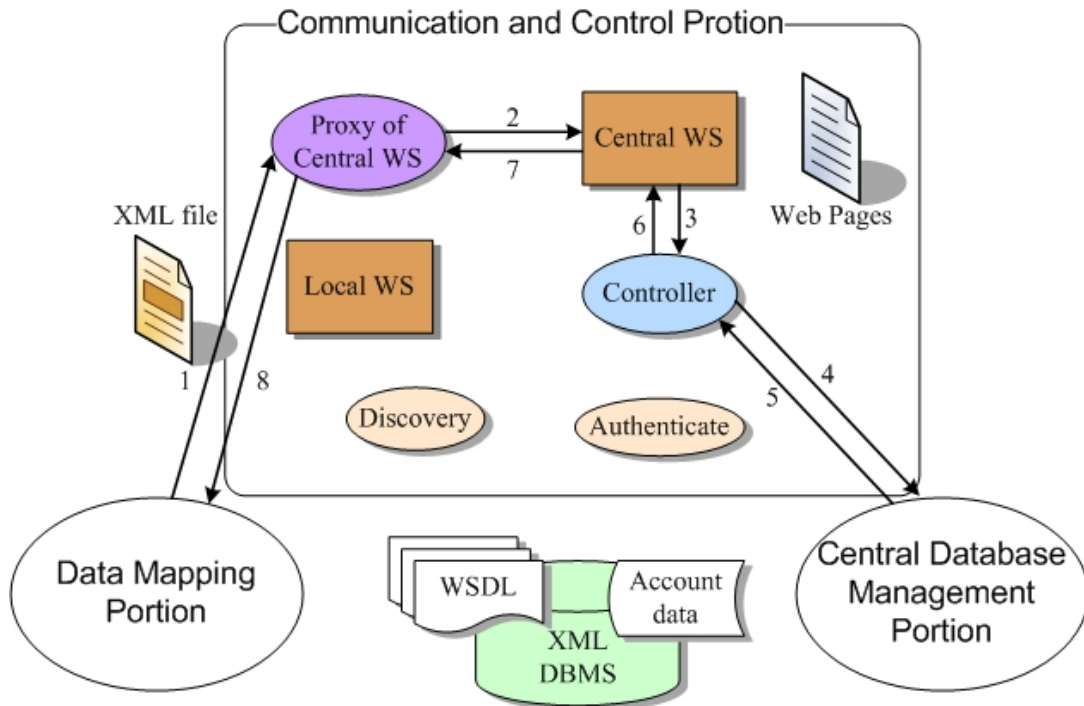 Communication and Control Protion
Proxy of
Central WS
2
7
Central WS
Web Pages
XML file
6
3
Local WS
Controller
1
8
4
5
Discovery
Authenticate
Data Mapping
Portion
WSDL
Account
data
XML
DBMS
Central Database
Management
Portion